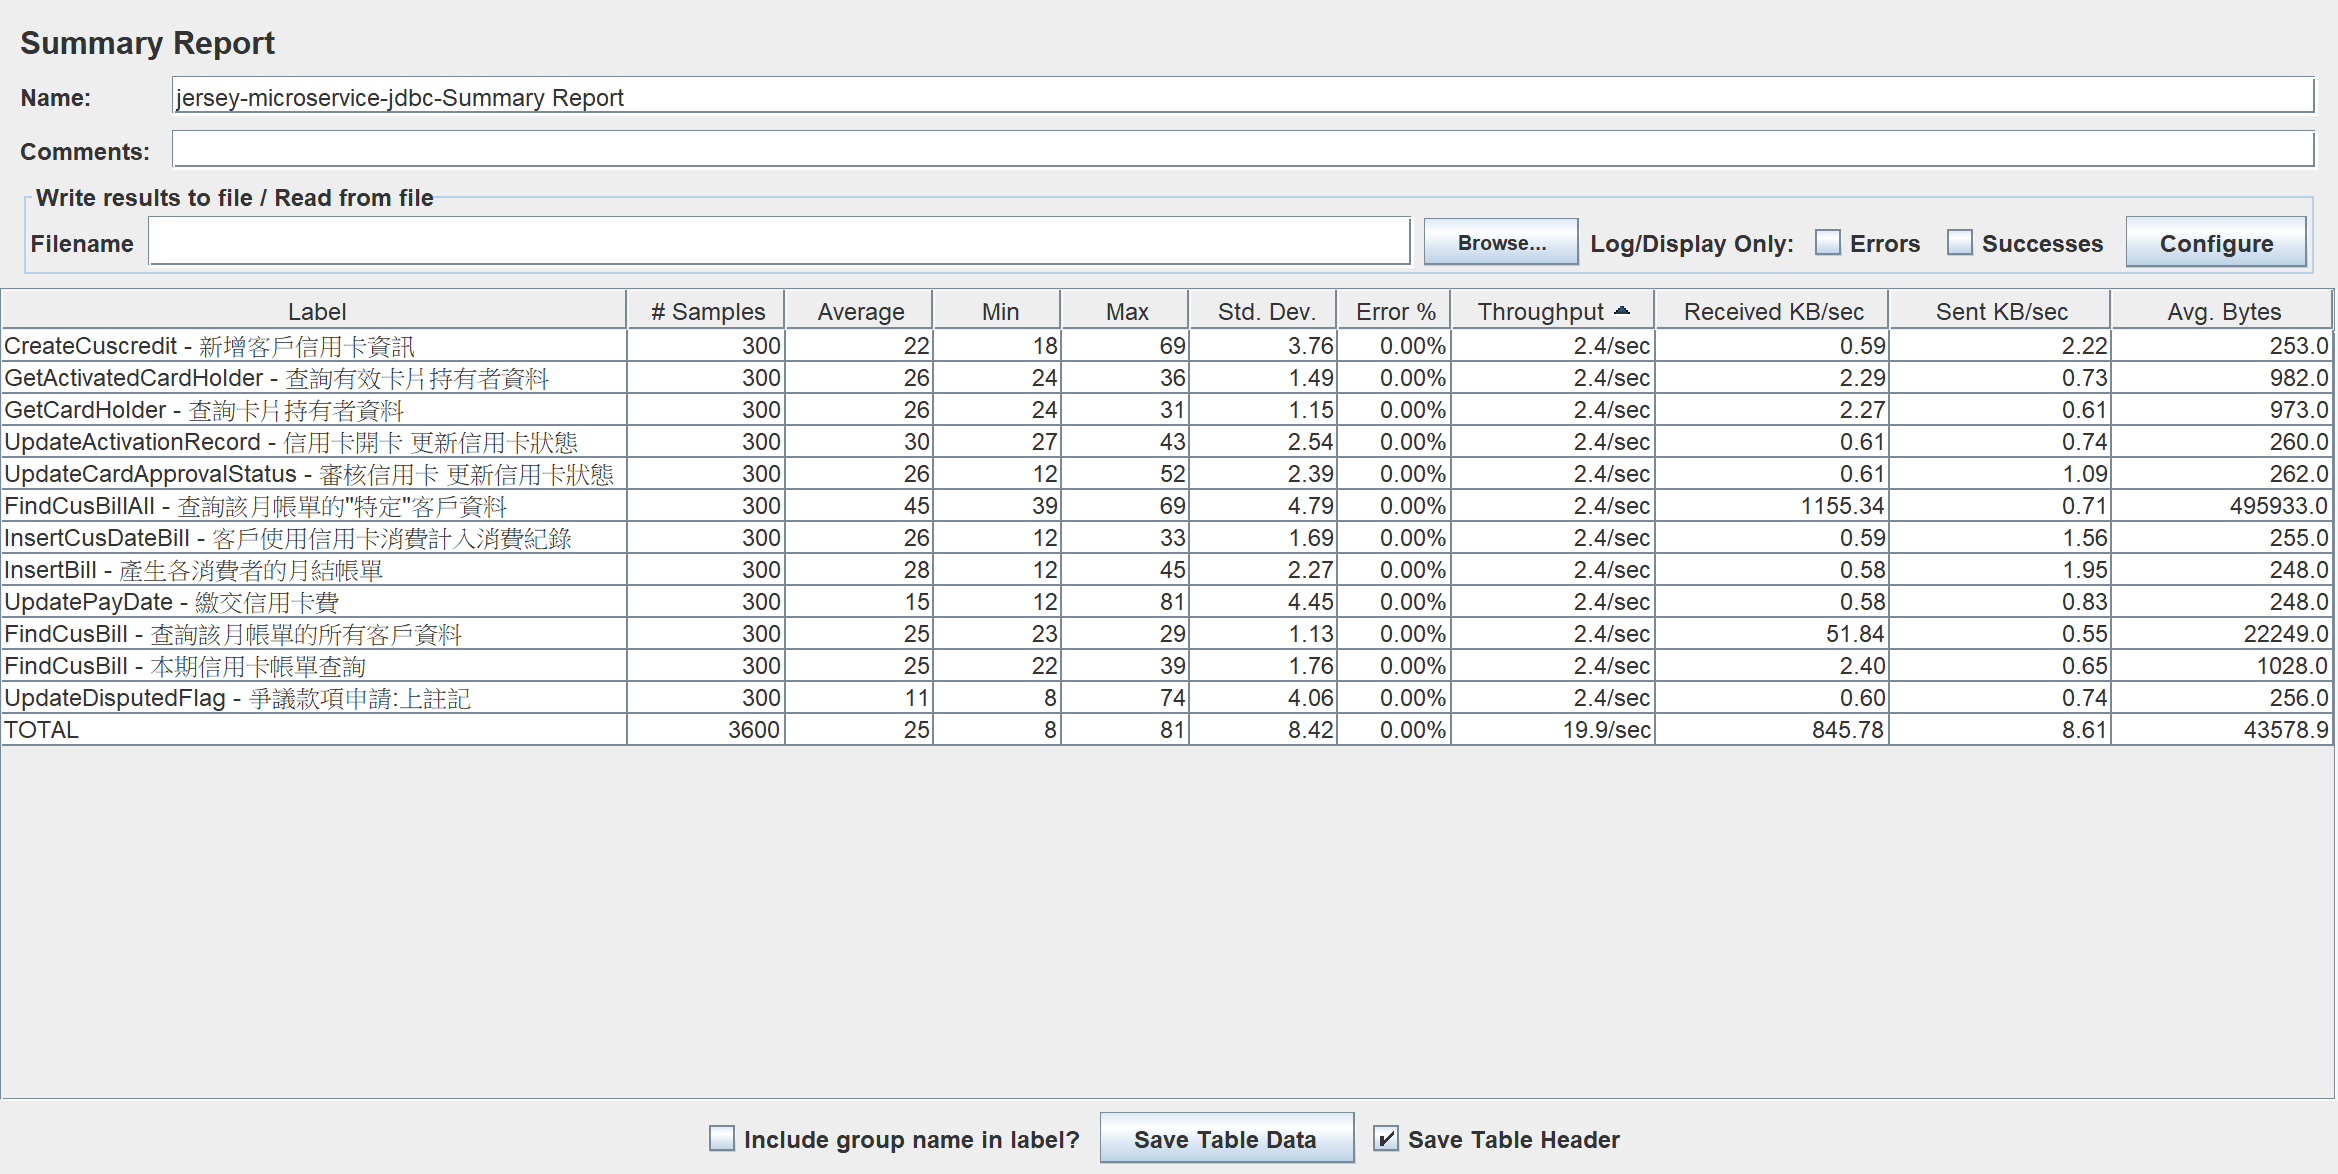 Summary Report
Name: jersey-microservice-jdbc-Summary Report
Comments:
Write results to file / Read from file
Filename Browse... Log/Display Only: Errors Successes Configure
Label # Samples Average Min Max Std. Dev. Error % Throughput Received KB/sec Sent KB/sec Avg. Bytes
CreateCuscredit - 新增客戶信用卡資訊 300 22 18 69 3.76 0.00% 2.4/sec 0.59 2.22 253.0
GetActivatedCardHolder - 查詢有效卡片持有者資料 300 26 24 36 1.49 0.00% 2.4/sec 2.29 0.73 982.0
GetCardHolder - 查詢卡片持有者資料 300 26 24 31 1.15 0.00% 2.4/sec 2.27 0.61 973.0
UpdateActivationRecord - 信用卡開卡 更新信用卡狀態 300 30 27 43 2.54 0.00% 2.4/sec 0.61 0.74 260.0
UpdateCardApprovalStatus - 審核信用卡 更新信用卡狀態 300 26 12 52 2.39 0.00% 2.4/sec 0.61 1.09 262.0
FindCusBillAll - 查詢該月帳單的"特定"客戶資料 300 45 39 69 4.79 0.00% 2.4/sec 1155.34 0.71 495933.0
InsertCusDateBill - 客戶使用信用卡消費計入消費紀錄 300 26 12 33 1.69 0.00% 2.4/sec 0.59 1.56 255.0
InsertBill - 產生各消費者的月結帳單 300 28 12 45 2.27 0.00% 2.4/sec 0.58 1.95 248.0
UpdatePayDate - 繳交信用卡費 300 15 12 81 4.45 0.00% 2.4/sec 0.58 0.83 248.0
FindCusBill - 查詢該月帳單的所有客戶資料 300 25 23 29 1.13 0.00% 2.4/sec 51.84 0.55 22249.0
FindCusBill - 本期信用卡帳單查詢 300 25 22 39 1.76 0.00% 2.4/sec 2.40 0.65 1028.0
UpdateDisputedFlag - 爭議款項申請:上註記 300 11 8 74 4.06 0.00% 2.4/sec 0.60 0.74 256.0
TOTAL 3600 25 8 81 8.42 0.00% 19.9/sec 845.78 8.61 43578.9
Include group name in label? Save Table Data Save Table Header